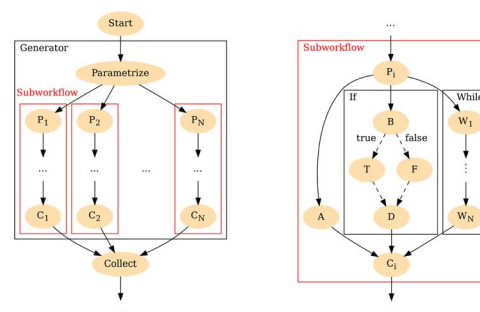 Start
Generator
Parametrize
Subworkflow
P1 P2 PN
... ... ... ...
C1 C2 CN
Collect
...
Subworkflow
Pi
If
While
B
W1
true false
T F
...
A D WN
Ci